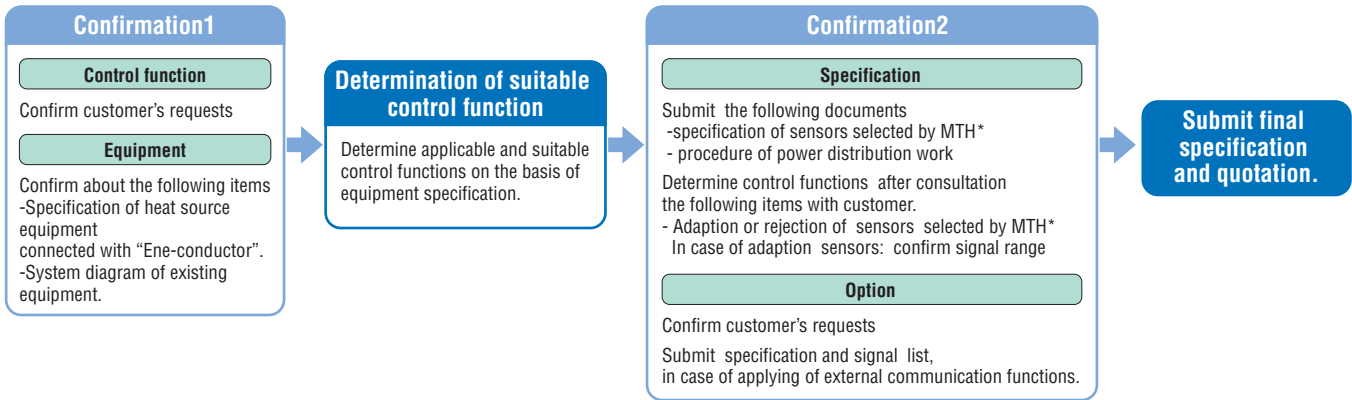 Confirmation1
Control function
Confirm customer's requests
Equipment
Confirm about the following items
-Specification of heat source
equipment
connected with “Ene-conductor”.
-System diagram of existing
equipment.
Determination of suitable
control function
Determine applicable and suitable
control functions on the basis of
equipment specification.
Confirmation2
Specification
Submit the following documents
-specification of sensors selected by MTH*
- procedure of power distribution work
Determine control functions after consultation
the following items with customer.
- Adaption or rejection of sensors selected by MTH*
In case of adaption sensors: confirm signal range
Option
Confirm customer's requests
Submit specification and signal list,
in case of applying of external communication functions.
Submit final
specification
and quotation.